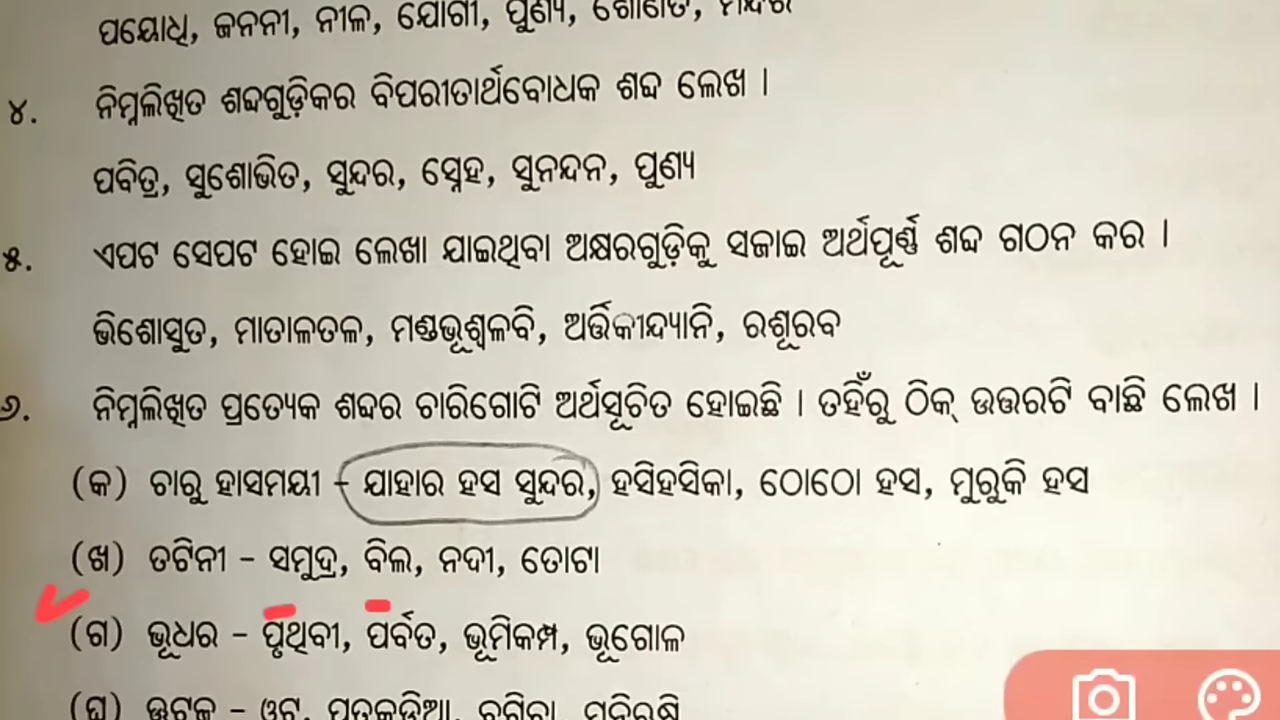 ପୟୋଧି, ଜନନୀ, ନୀଳ, ଯୋଗୀ, ପୁଣ୍ୟ,
୪. ନିମ୍ନଲିଖିତ ଶବ୍ଦଗୁଡ଼ିକର ବିପରୀତାର୍ଥବୋଧକ ଶବ୍ଦ ଲେଖ ।
ପବିତ୍ର, ସୁଶୋଭିତ, ସୁନ୍ଦର, ସ୍ନେହ, ସୁନନ୍ଦନ, ପୁଣ୍ୟ
୫. ଏପଟ ସେପଟ ହୋଇ ଲେଖା ଯାଇଥିବା ଅକ୍ଷରଗୁଡ଼ିକୁ ସଜାଇ ଅର୍ଥପୂର୍ଣ୍ଣ ଶବ୍ଦ ଗଠନ କର ।
ଭିଶୋସୁତ, ମାତାଳତଳ, ମଣ୍ଡଭୂଶ୍ୱଳବି, ଅର୍ତ୍ତିକୀନ୍ଦ୍ୟାନି, ରଶୂରବ
୬. ନିମ୍ନଲିଖିତ ପ୍ରତ୍ୟେକ ଶବ୍ଦର ଚାରିଗୋଟି ଅର୍ଥସୂଚିତ ହୋଇଛି । ତହିଁରୁ ଠିକ୍ ଉତ୍ତରଟି ବାଛି ଲେଖ ।
(କ) ଚାରୁ ହାସମୟୀ - ଯାହାର ହସ ସୁନ୍ଦର, ହସିହସିକା, ଠୋଠୋ ହସ, ମୁରୁକି ହସ
(ଖ) ତଟିନୀ - ସମୁଦ୍ର, ବିଲ, ନଦୀ, ତୋଟା
(ଗ) ଭୂଧର - ପୃଥିବୀ, ପର୍ବତ, ଭୂମିକମ୍ପ, ଭୂଗୋଳ
(ଘ)